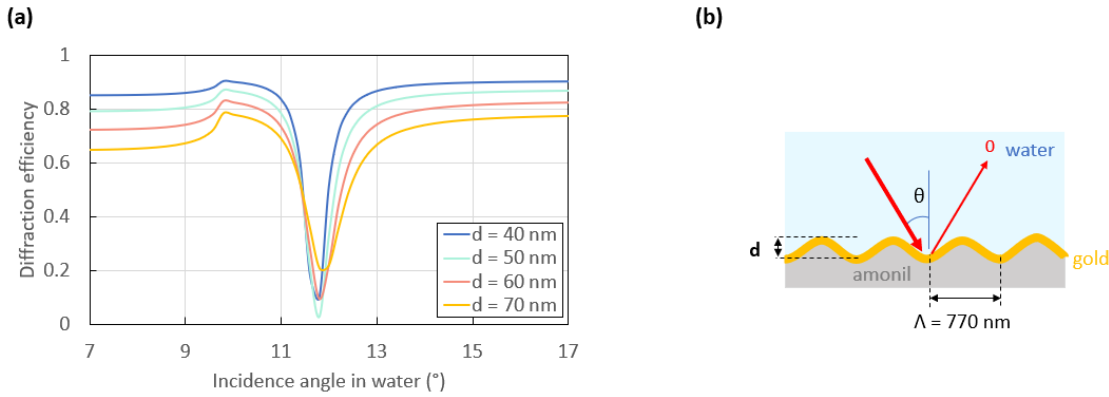 (a)
Diffraction efficiency
1
0.8
0.6
0.4
0.2
0
7
9
11
13
15
17
Incidence angle in water (°)
d = 40 nm
d = 50 nm
d = 60 nm
d = 70 nm
(b)
0
water
θ
d
gold
amonil
Λ = 770 nm